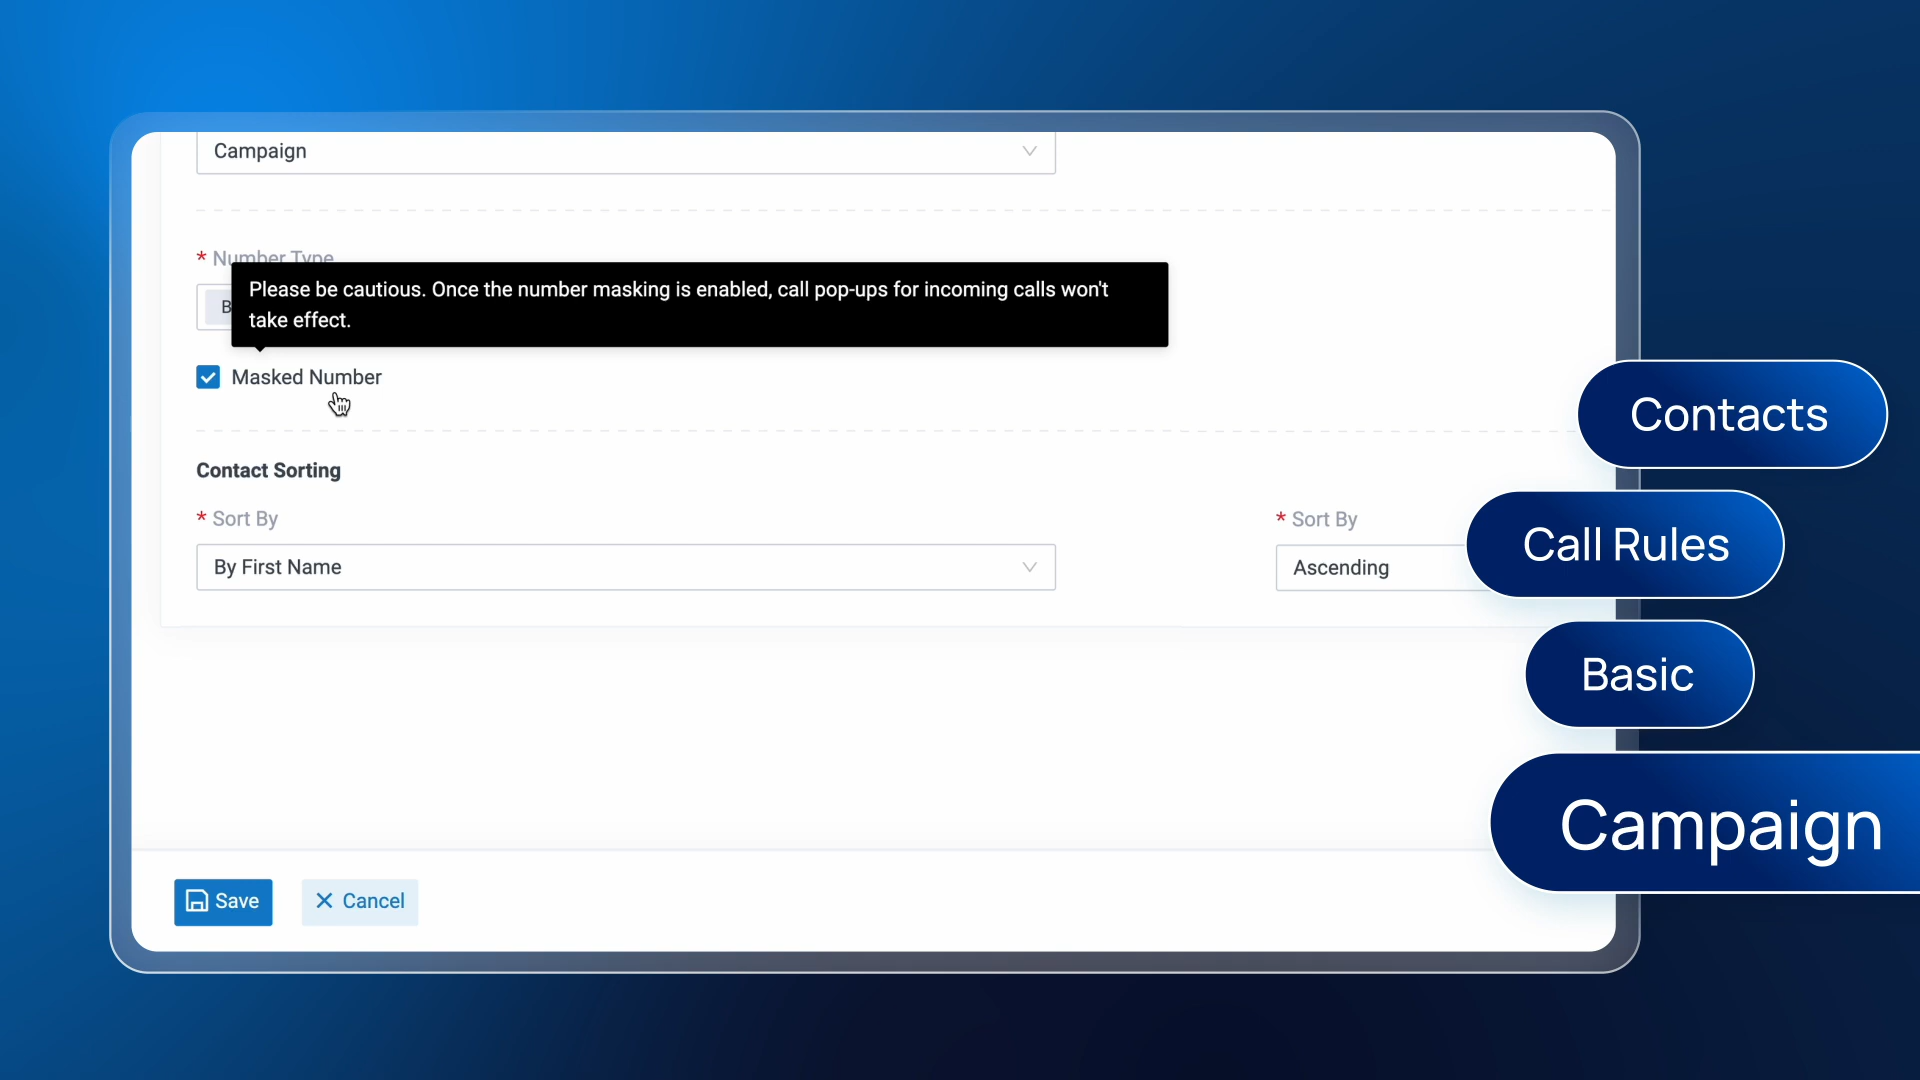 Campaign
* Number Type
B
Please be cautious. Once the number masking is enabled, call pop-ups for incoming calls won't
take effect.
Masked Number
Contact Sorting
* Sort By
By First Name
* Sort By
Ascending
Save
Cancel
Contacts
Call Rules
Basic
Campaign